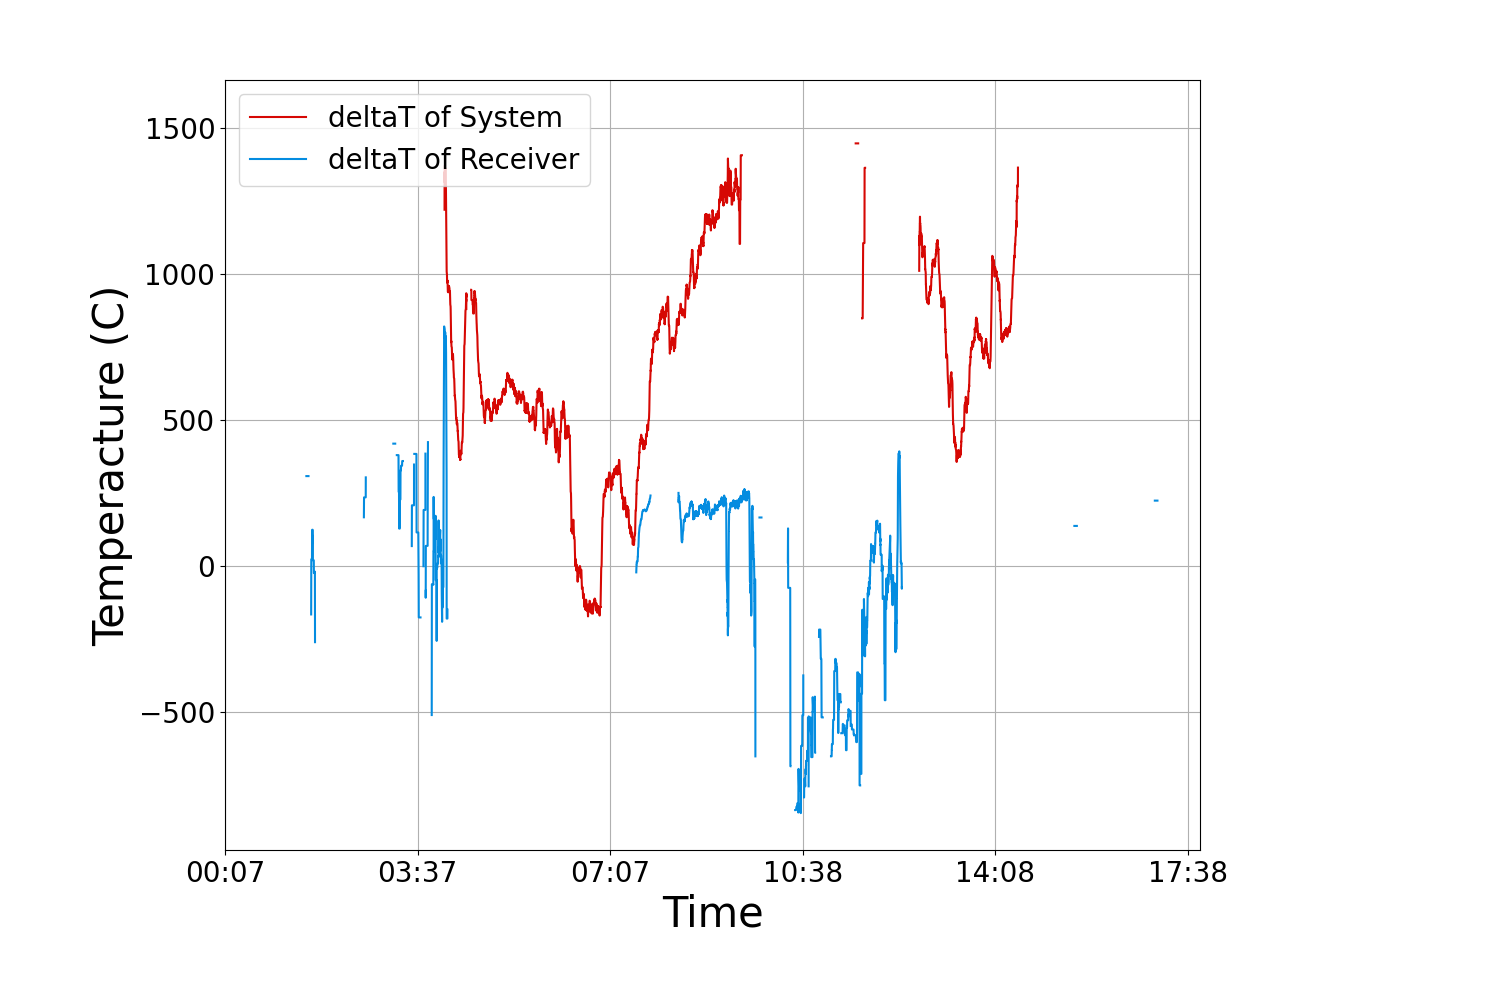 deltaT of System
deltaT of Receiver
Temperacture (C)
1500
1000
500
0
−500
00:07 03:37 07:07 10:38 14:08 17:38
Time